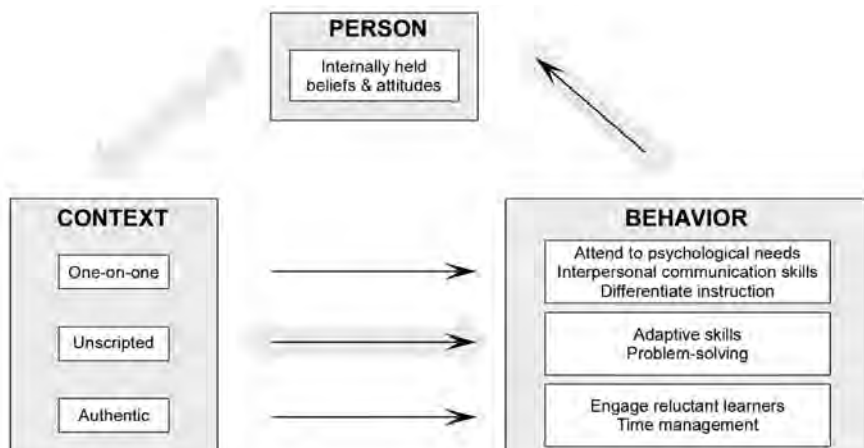 PERSON
Internally held
beliefs & attitudes
CONTEXT
One-on-one
Unscripted
Authentic
BEHAVIOR
Attend to psychological needs
Interpersonal communication skills
Differentiate instruction
Adaptive skills
Problem-solving
Engage reluctant learners
Time management